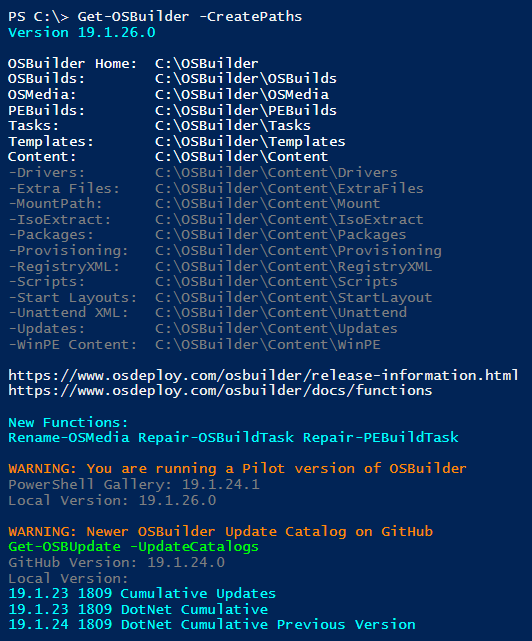 PS C:\> Get-OSBuilder -CreatePaths
Version 19.1.26.0
OSBuilder Home:  C:\OSBuilder
OSBuilds:        C:\OSBuilder\OSBuilds
OSMedia:         C:\OSBuilder\OSMedia
PEBuilds:        C:\OSBuilder\PEBuilds
Tasks:           C:\OSBuilder\Tasks
Templates:       C:\OSBuilder\Templates
Content:         C:\OSBuilder\Content
-Drivers:        C:\OSBuilder\Content\Drivers
-Extra Files:    C:\OSBuilder\Content\ExtraFiles
-MountPath:      C:\OSBuilder\Content\Mount
-IsoExtract:     C:\OSBuilder\Content\IsoExtract
-Packages:       C:\OSBuilder\Content\Packages
-Provisioning:   C:\OSBuilder\Content\Provisioning
-RegistryXML:    C:\OSBuilder\Content\RegistryXML
-Scripts:        C:\OSBuilder\Content\Scripts
-Start Layouts:  C:\OSBuilder\Content\StartLayout
-Unattend XML:   C:\OSBuilder\Content\Unattend
-Updates:        C:\OSBuilder\Content\Updates
-WinPE Content:  C:\OSBuilder\Content\WinPE
https://www.osdeploy.com/osbuilder/release-information.html
https://www.osdeploy.com/osbuilder/docs/functions
New Functions:
Rename-OSMedia Repair-OSBuildTask Repair-PEBuildTask
WARNING: You are running a Pilot version of OSBuilder
PowerShell Gallery: 19.1.24.1
Local Version: 19.1.26.0
WARNING: Newer OSBuilder Update Catalog on GitHub
Get-OSBUpdate -UpdateCatalogs
GitHub Version: 19.1.24.0
Local Version:
19.1.23 1809 Cumulative Updates
19.1.23 1809 DotNet Cumulative
19.1.24 1809 DotNet Cumulative Previous Version